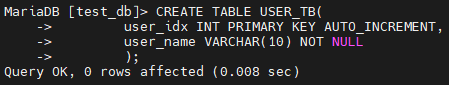 MariaDB [test_db]> CREATE TABLE USER_TB(
    ->         user_idx INT PRIMARY KEY AUTO_INCREMENT,
    ->         user_name VARCHAR(10) NOT NULL
    ->         );
Query OK, 0 rows affected (0.008 sec)